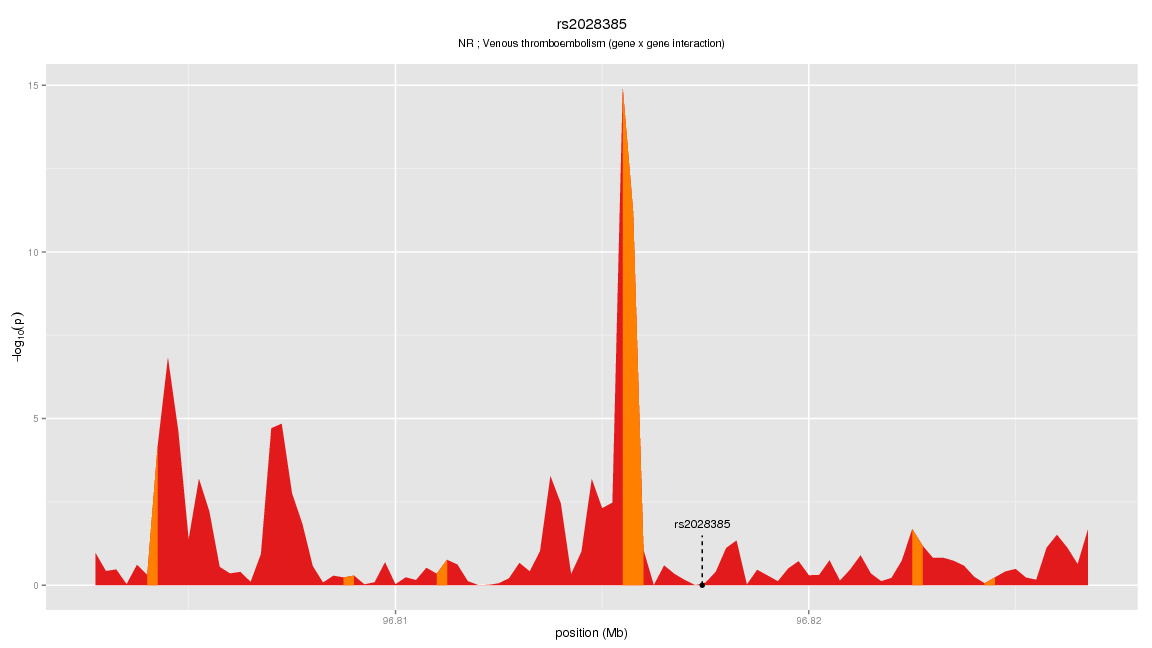 rs2028385
NR ; Venous thromboembolism (gene x gene interaction)
15
10
5
0
−log10(p)
rs2028385
96.81
96.82
position (Mb)